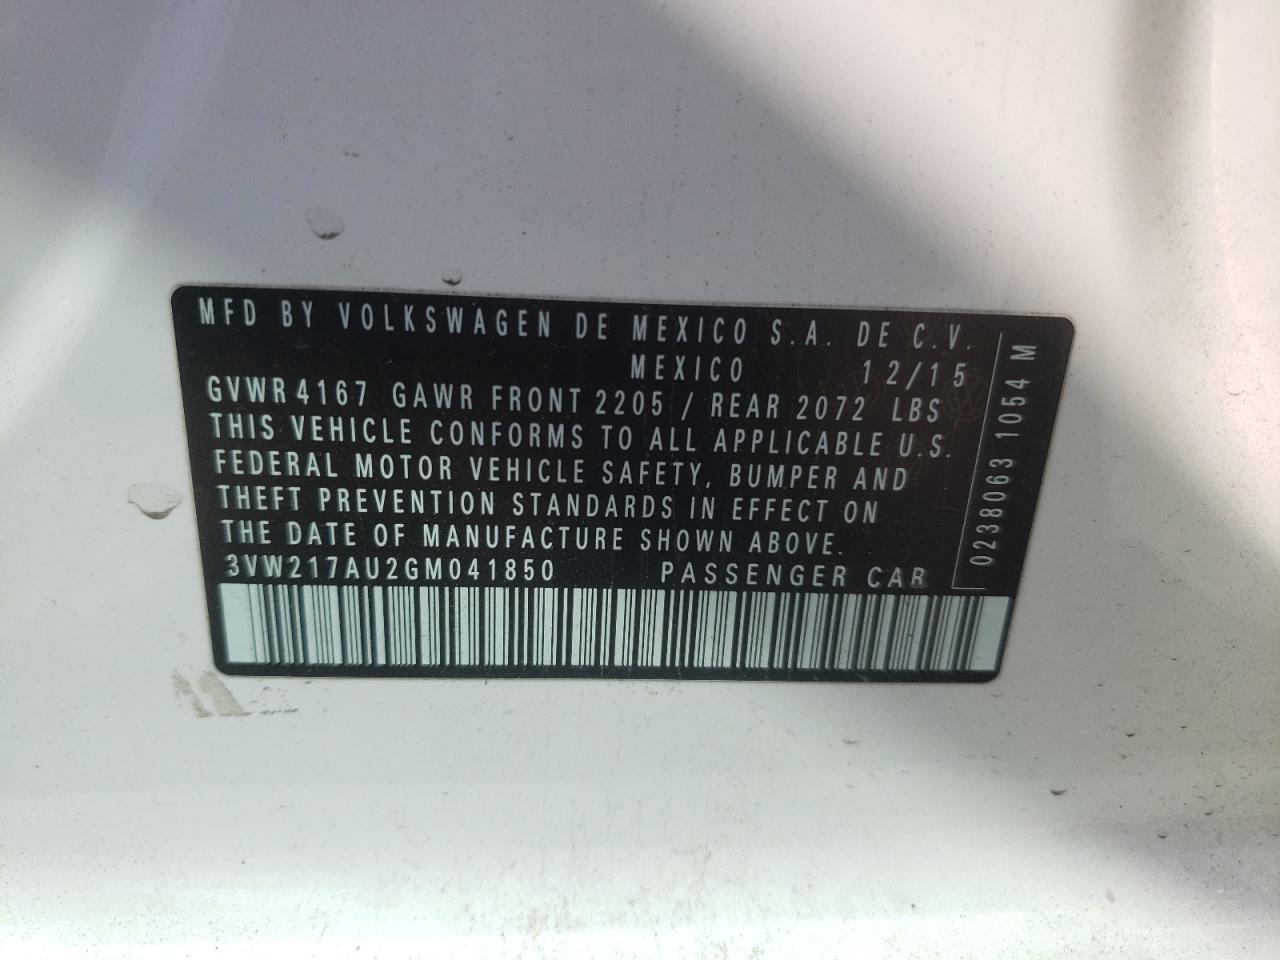 MFD BY VOLKSWAGEN DE MEXICO S.A. DE C.V.
MEXICO 12/15
GVWR 4167 GAWR FRONT 2205 / REAR 2072 LBS
THIS VEHICLE CONFORMS TO ALL APPLICABLE U.S.
FEDERAL MOTOR VEHICLE SAFETY, BUMPER AND
THEFT PREVENTION STANDARDS IN EFFECT ON
THE DATE OF MANUFACTURE SHOWN ABOVE.
3VW217AU2GM041850 PASSENGER CAR
0238063 1054 M